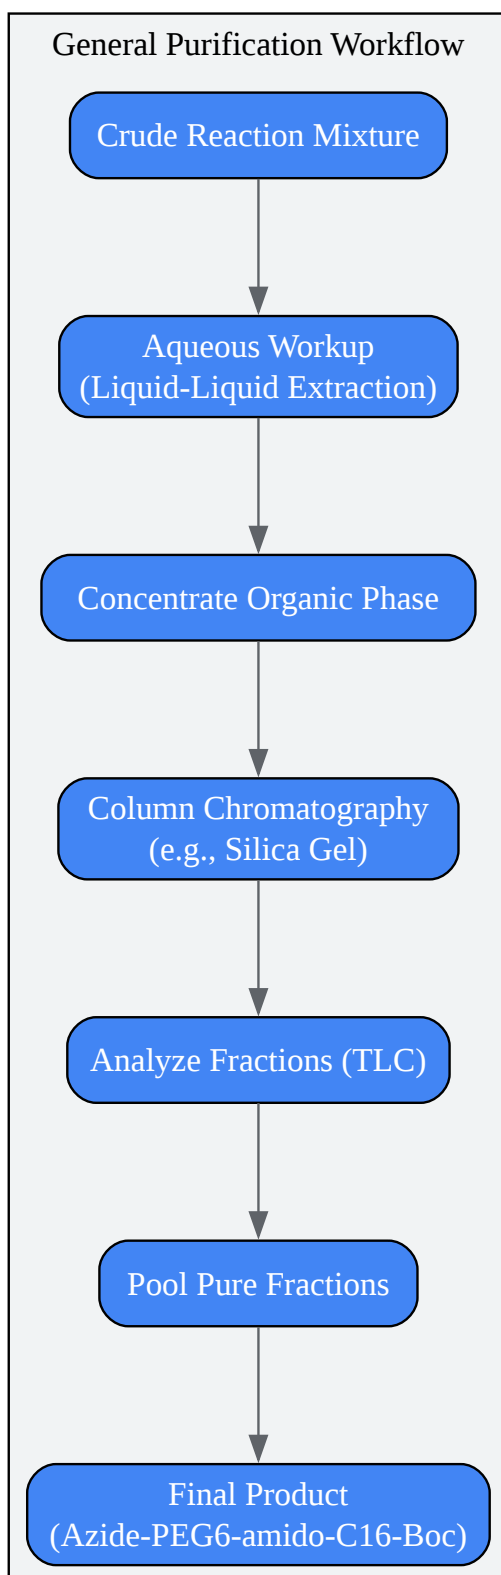 General Purification Workflow
Crude Reaction Mixture
Aqueous Workup
(Liquid-Liquid Extraction)
Concentrate Organic Phase
Column Chromatography
(e.g., Silica Gel)
Analyze Fractions (TLC)
Pool Pure Fractions
Final Product
(Azide-PEG6-amido-C16-Boc)